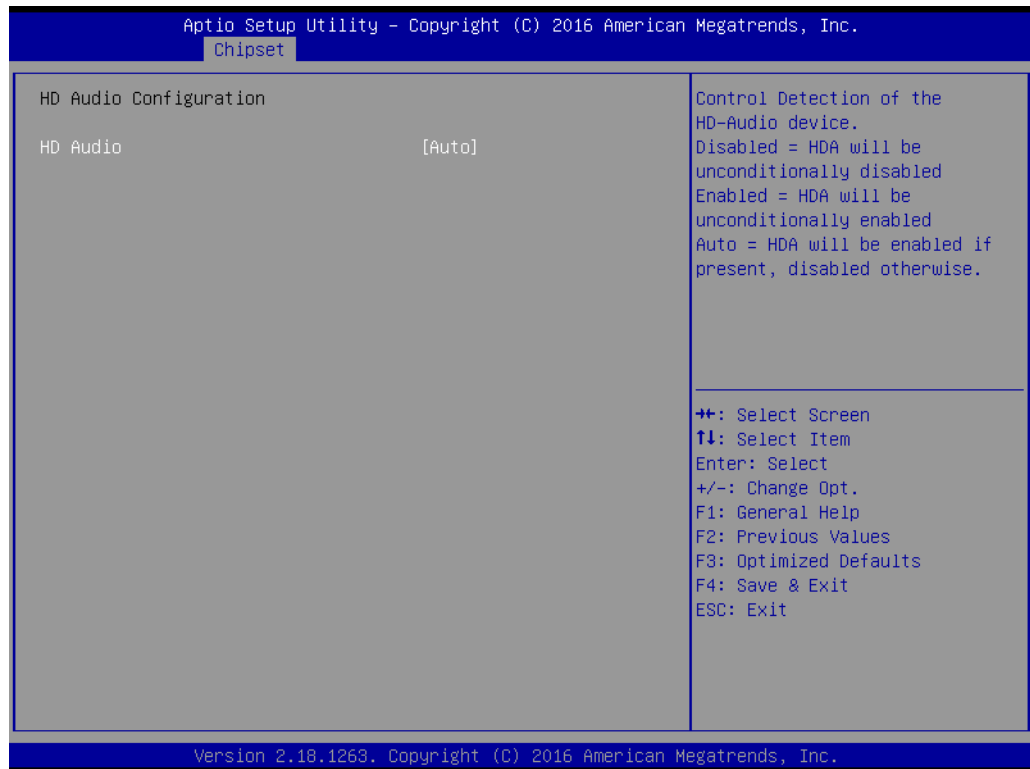 Aptio Setup Utility – Copyright (C) 2016 American Megatrends, Inc.
Chipset
HD Audio Configuration
HD Audio [Auto]
Control Detection of the
HD-Audio device.
Disabled = HDA will be
unconditionally disabled
Enabled = HDA will be
unconditionally enabled
Auto = HDA will be enabled if
present, disabled otherwise.
→←: Select Screen
↑↓: Select Item
Enter: Select
+/-: Change Opt.
F1: General Help
F2: Previous Values
F3: Optimized Defaults
F4: Save & Exit
ESC: Exit
Version 2.18.1263. Copyright (C) 2016 American Megatrends, Inc.